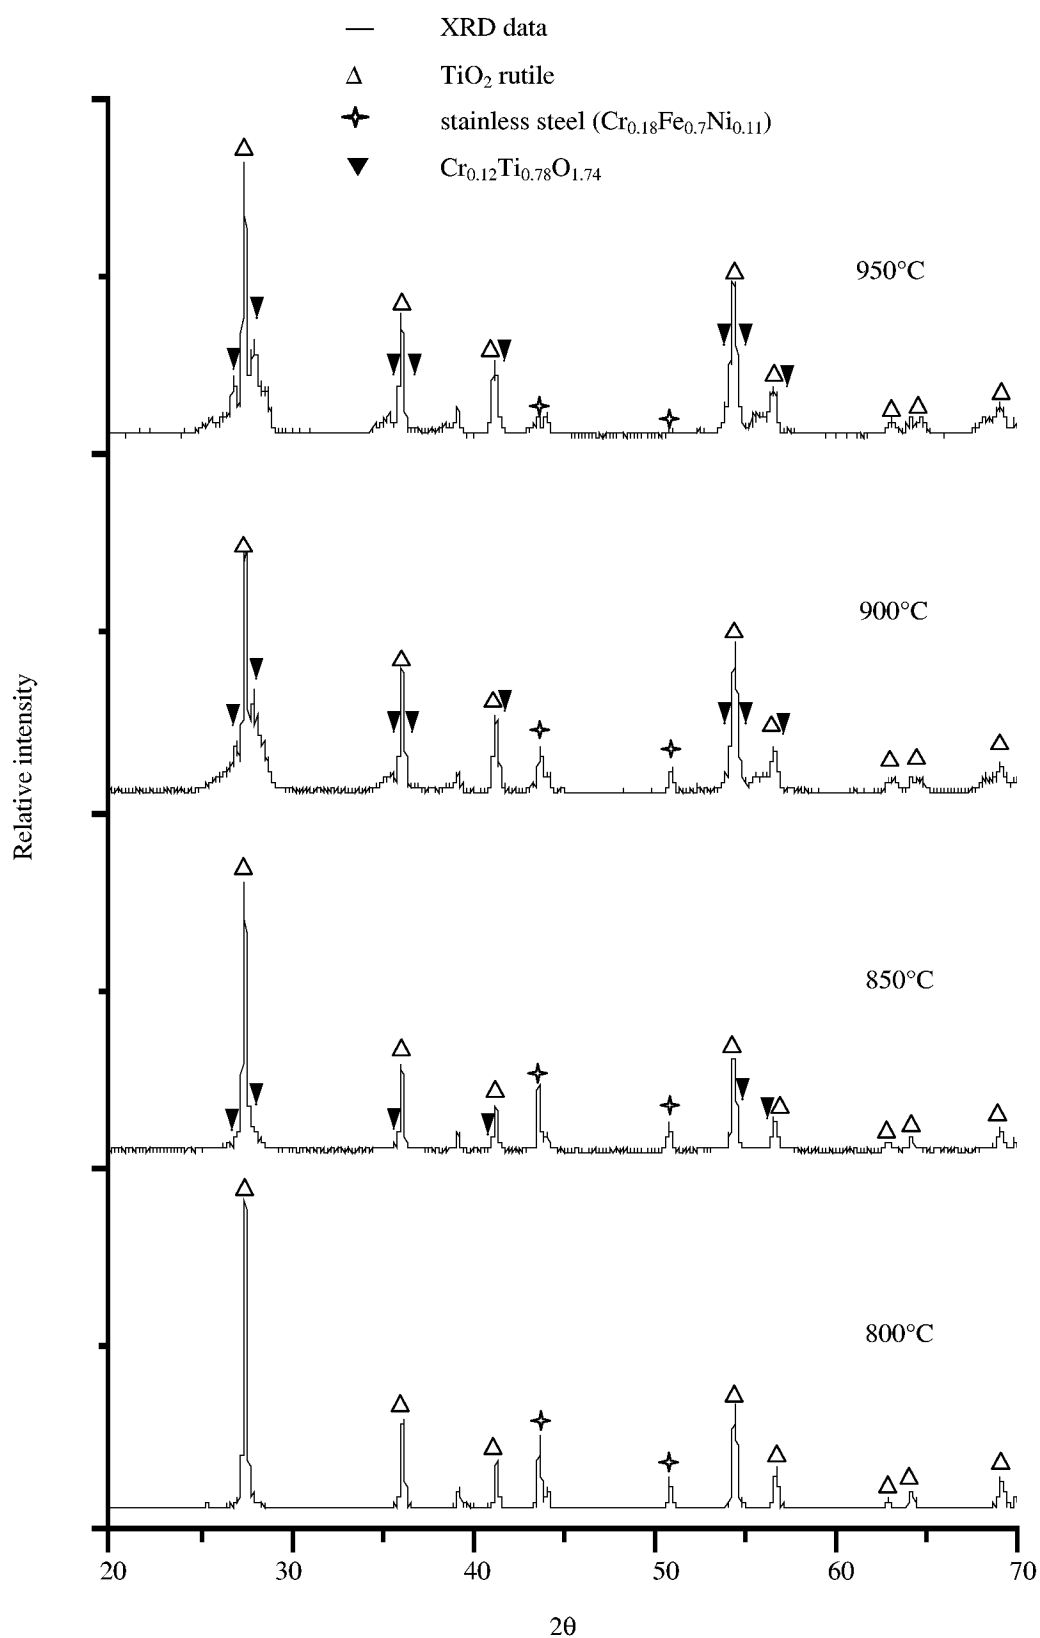 XRD data
TiO₂ rutile
stainless steel (Cr₀.₁₈Fe₀.₇Ni₀.₁₁)
Cr₀.₁₂Ti₀.₇₈O₁.₇₄
950°C
900°C
Relative intensity
850°C
800°C
20 30 40 50 60 70
2θ